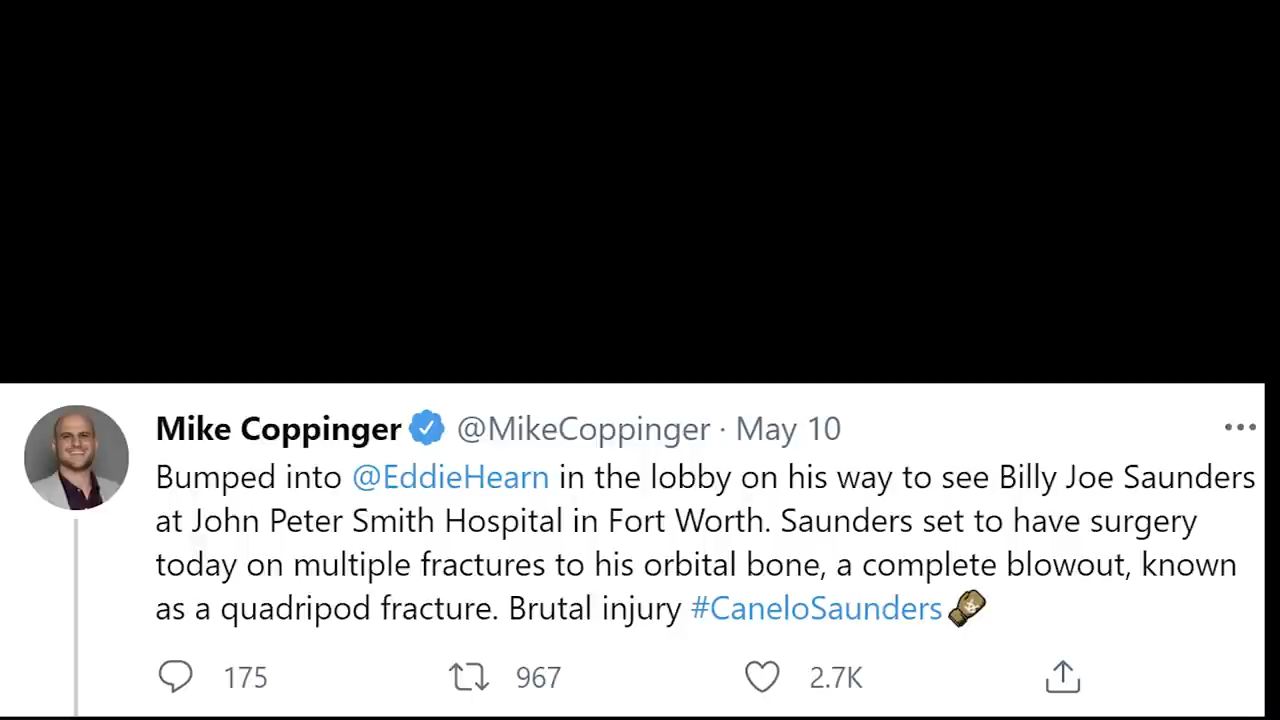 Mike Coppinger @MikeCoppinger · May 10
Bumped into @EddieHearn in the lobby on his way to see Billy Joe Saunders
at John Peter Smith Hospital in Fort Worth. Saunders set to have surgery
today on multiple fractures to his orbital bone, a complete blowout, known
as a quadripod fracture. Brutal injury #CaneloSaunders
175 967 2.7K